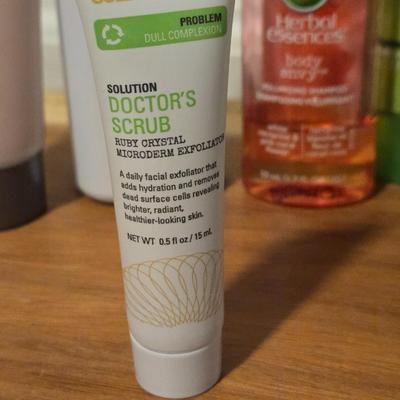 PROBLEM
DULL COMPLEXION
SOLUTION
DOCTOR'S
SCRUB
RUBY CRYSTAL
MICRODERM EXFOLIATOR
A daily facial exfoliator that
adds hydration and removes
dead surface cells revealing
brighter, radiant,
healthier-looking skin.
NET WT 0.5 fl oz / 15 ml.
Herbal
essences
body
envy
VOLUMIZING SHAMPOO